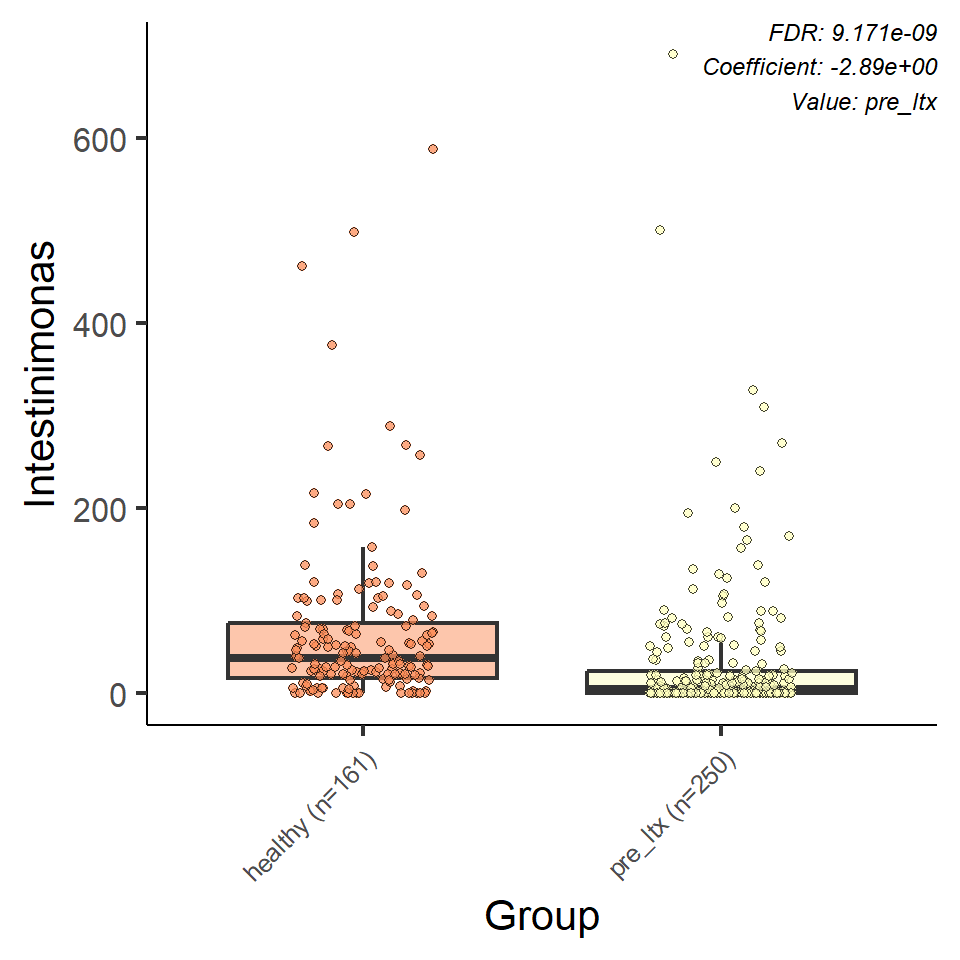 FDR: 9.171e-09
Coefficient: -2.89e+00
Value: pre_ltx
Intestinimonas
600
400
200
0
healthy (n=161)
pre_ltx (n=250)
Group